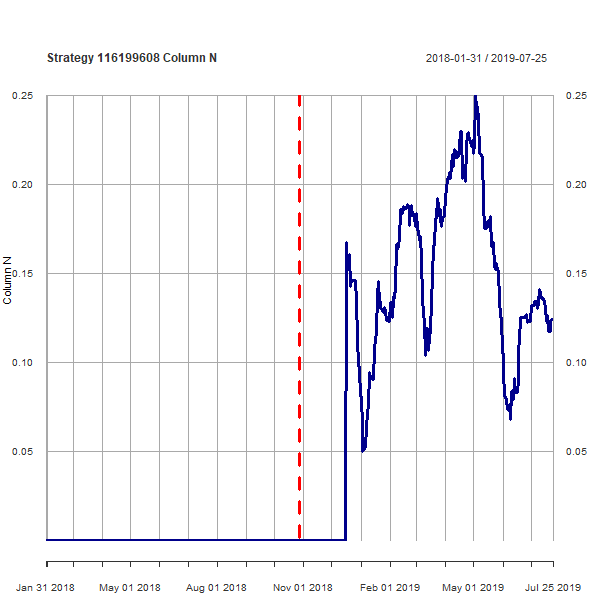 Strategy 116199608 Column N
2018-01-31 / 2019-07-25
0.25
0.25
0.20
0.20
0.15
0.15
Column N
0.10
0.10
0.05
0.05
Jan 31 2018
May 01 2018
Aug 01 2018
Nov 01 2018
Feb 01 2019
May 01 2019
Jul 25 2019